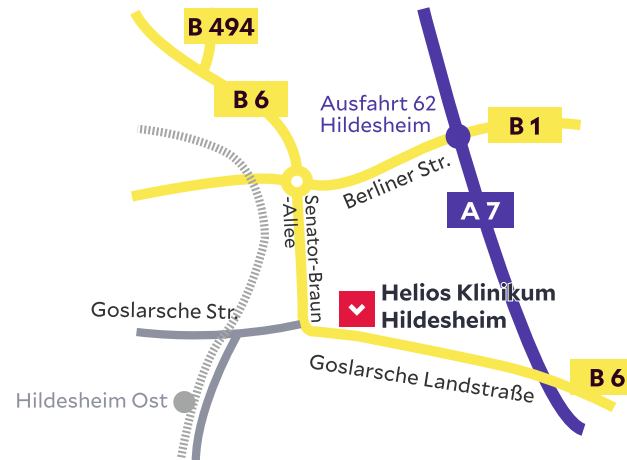 B 494
B 6
Ausfahrt 62
Hildesheim
B 1
Berliner Str.
A 7
Senator-Braun
-Allee
Helios Klinikum
Hildesheim
Goslarsche Str.
Goslarsche Landstraße
B 6
Hildesheim Ost